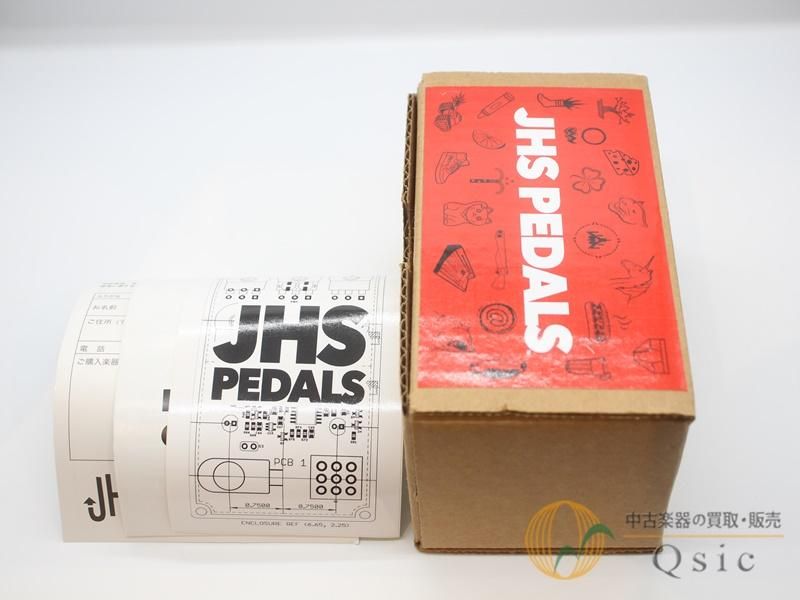 JHS PEDALS
JHS
PEDALS
PCB 1
0.7500
0.7500
ENCLOSURE REF (6.65, 2.25)
お名前
ご住所
電 話
ご購入楽器
JH
中古楽器の買取・販売
Qsic